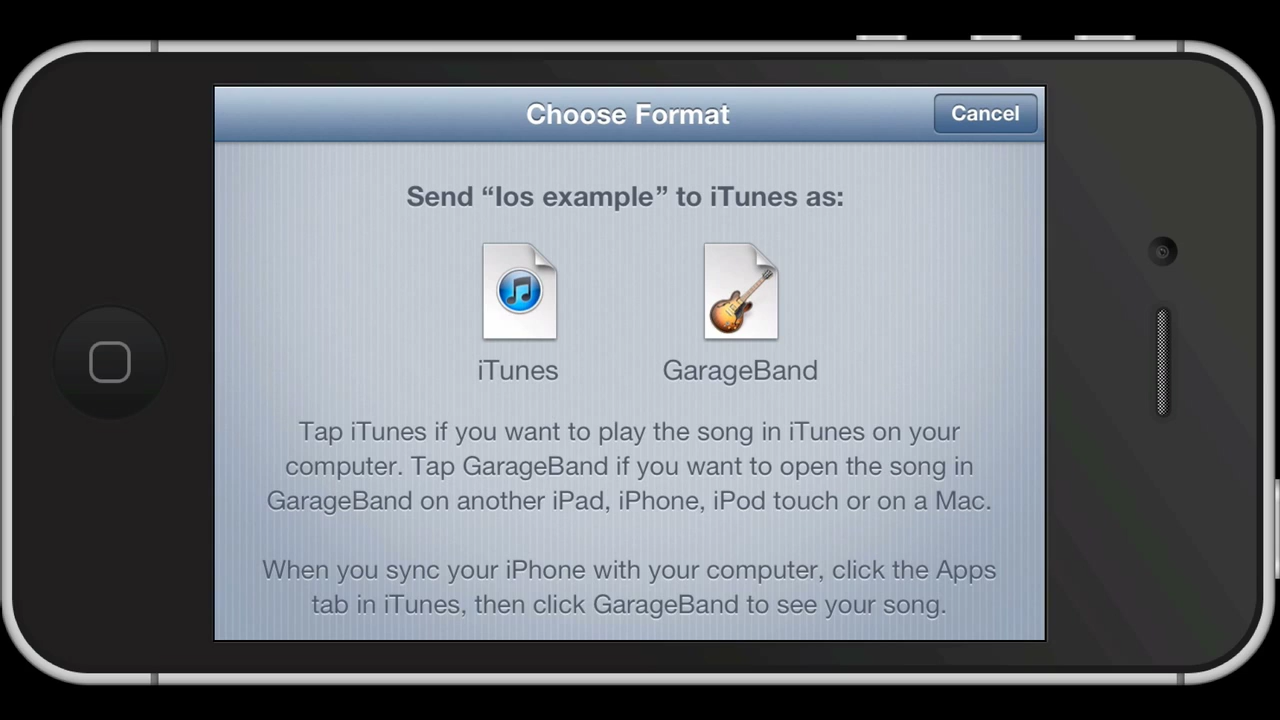 Choose Format
Cancel
Send “Ios example” to iTunes as:
iTunes
GarageBand
Tap iTunes if you want to play the song in iTunes on your
computer. Tap GarageBand if you want to open the song in
GarageBand on another iPad, iPhone, iPod touch or on a Mac.
When you sync your iPhone with your computer, click the Apps
tab in iTunes, then click GarageBand to see your song.